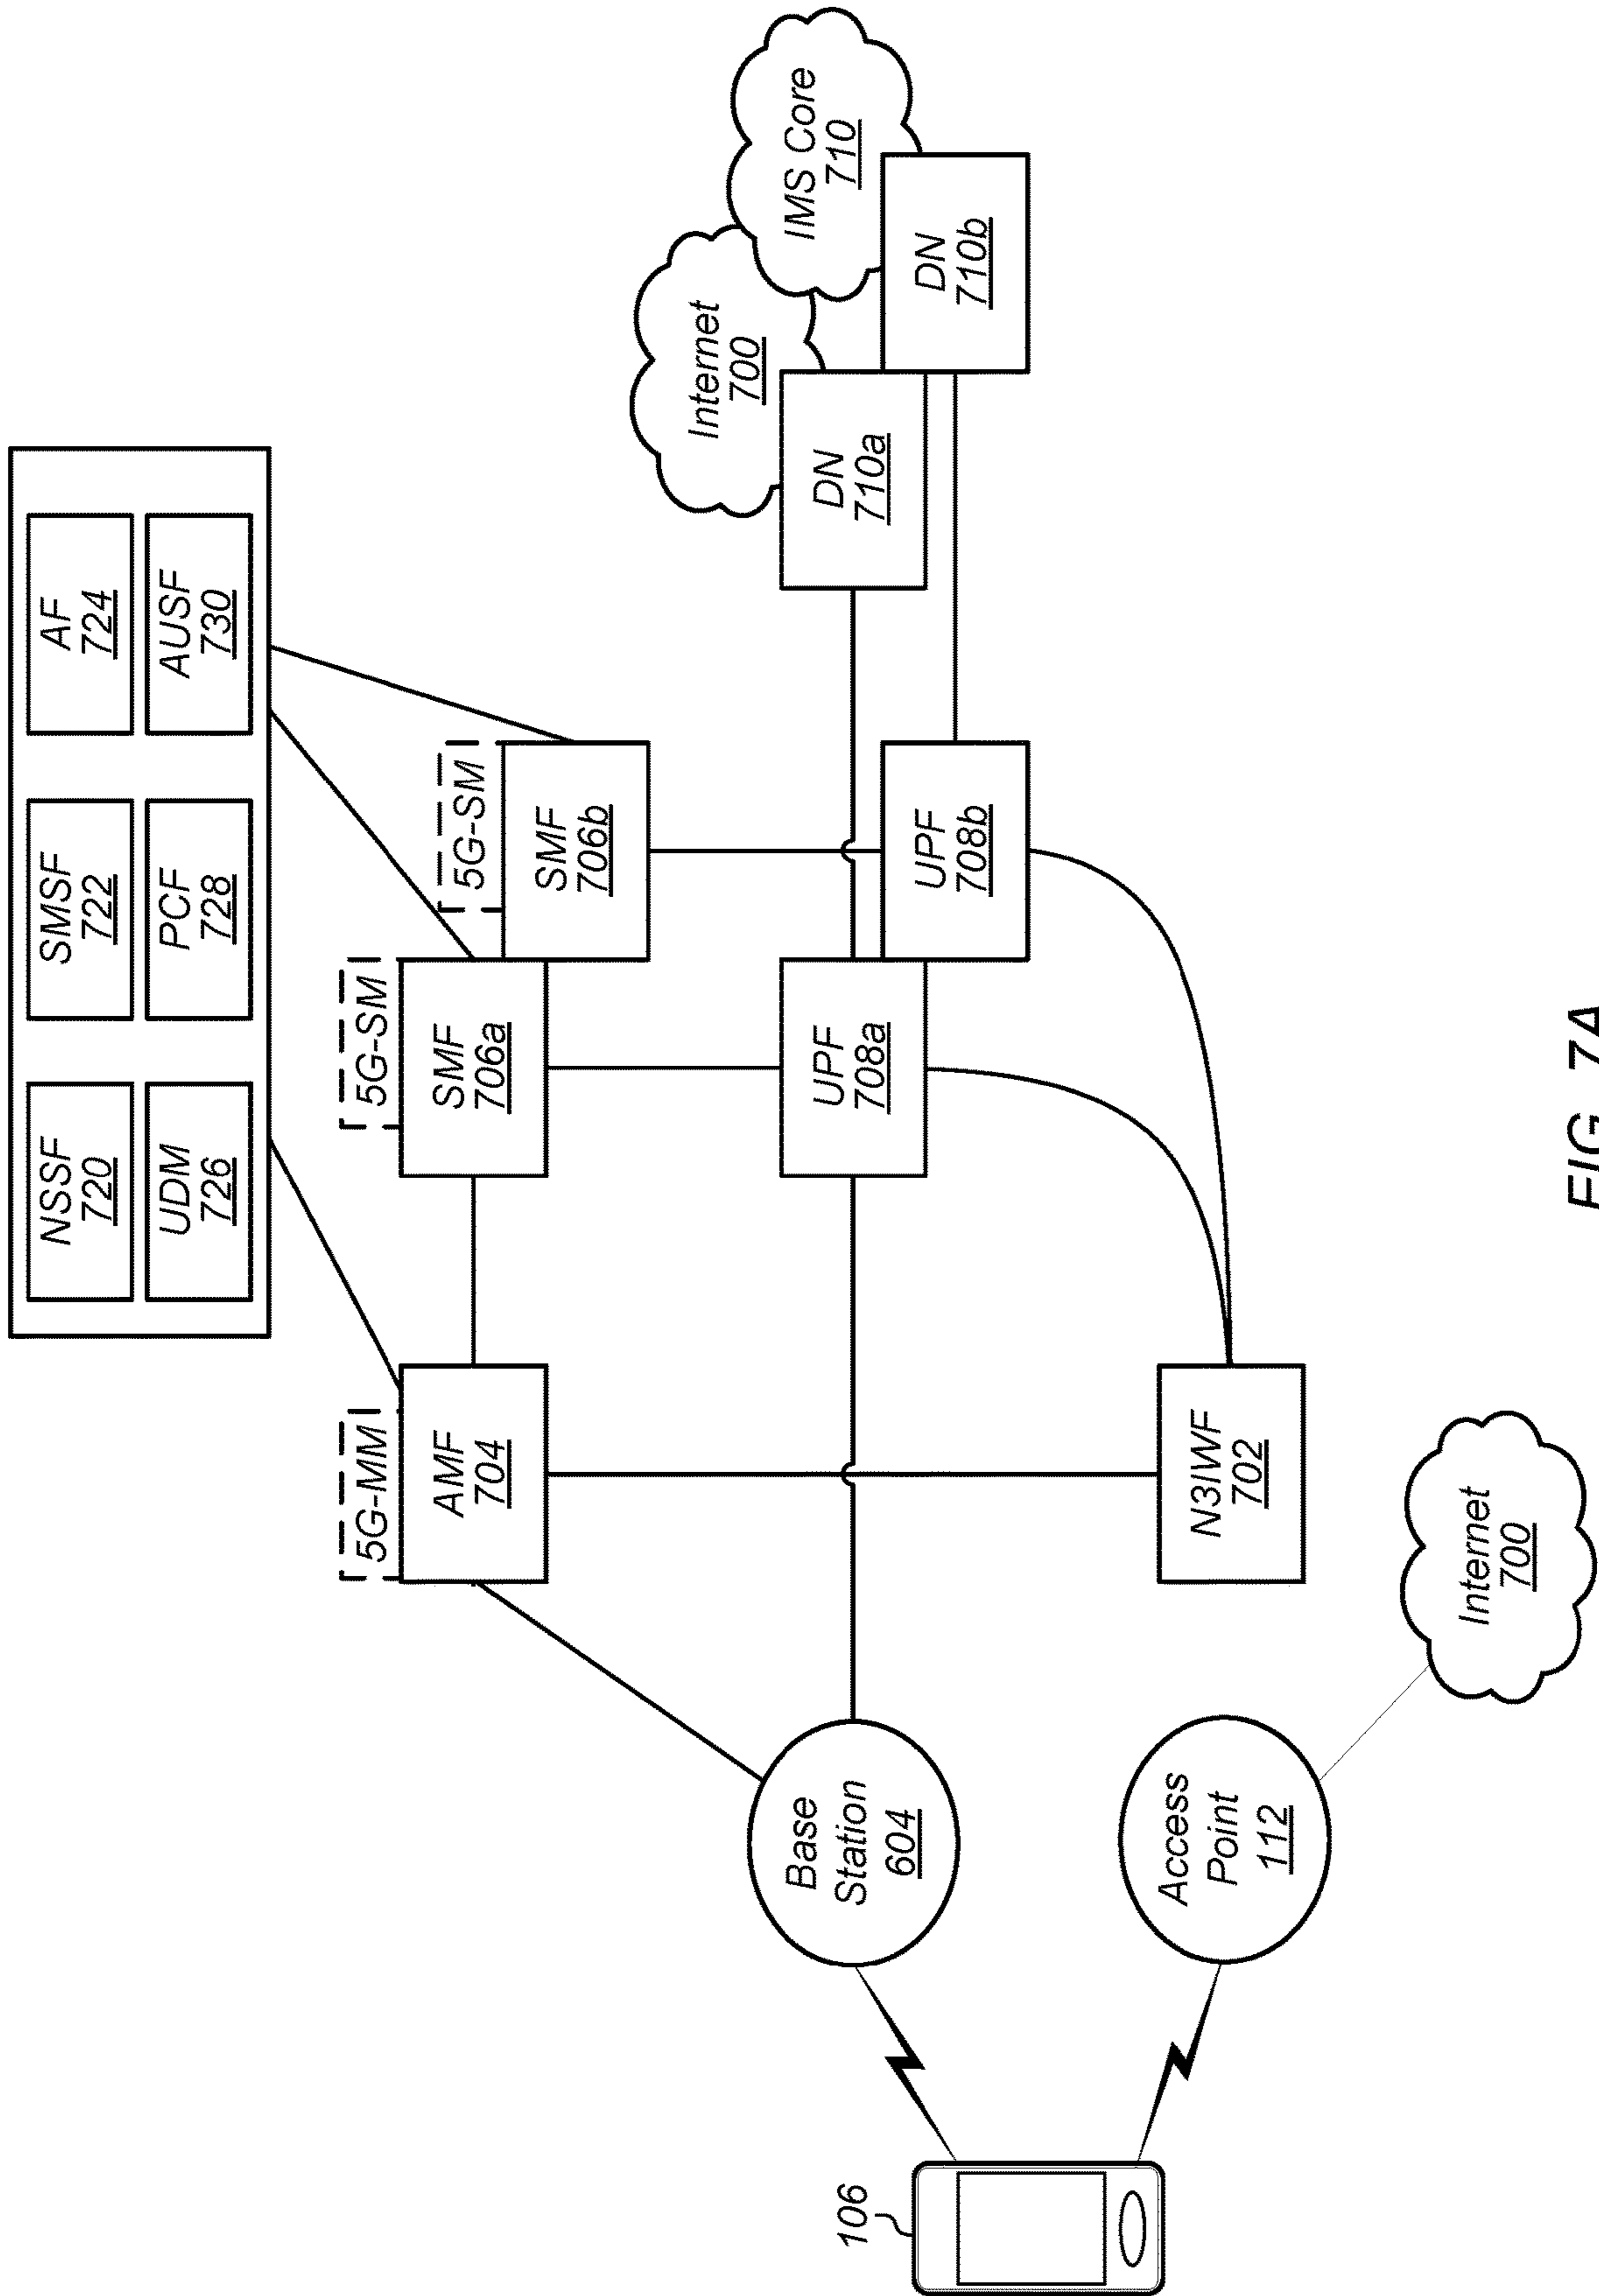 NSSF
720
SMSF
722
AF
724
UDM
726
PCF
728
AUSF
730
5G-MM
AMF
704
5G-SM
SMF
706a
5G-SM
SMF
706b
Internet
700
IMS Core
710
Base
Station
604
UPF
708a
UPF
708b
DN
710a
DN
710b
106
Access
Point
112
N3IWF
702
Internet
700
FIG. 7A